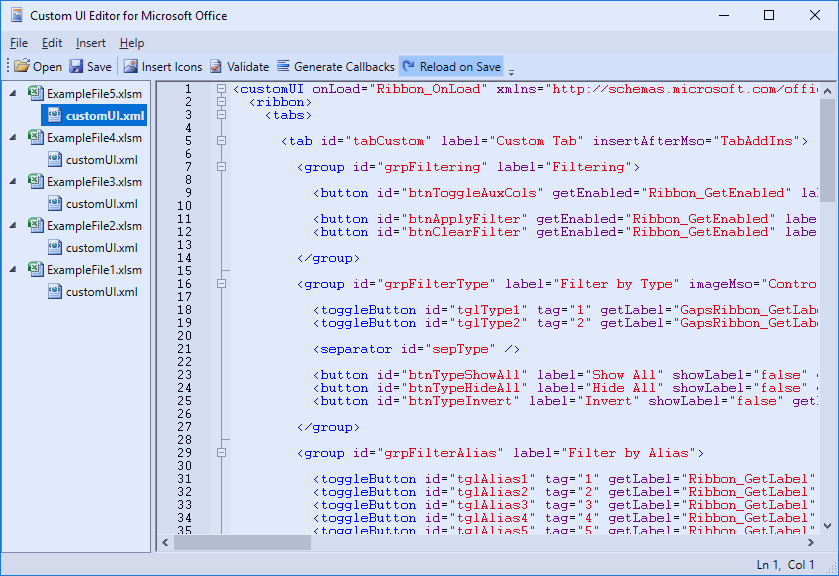 Custom UI Editor for Microsoft Office
File Edit Insert Help
Open Save Insert Icons Validate Generate Callbacks Reload on Save
ExampleFile5.xlsm
customUI.xml
ExampleFile4.xlsm
customUI.xml
ExampleFile3.xlsm
customUI.xml
ExampleFile2.xlsm
customUI.xml
ExampleFile1.xlsm
customUI.xml
1 <customUI onLoad="Ribbon_OnLoad" xmlns="http://schemas.microsoft.com/offi
2 <ribbon>
3 <tabs>
4
5 <tab id="tabCustom" label="Custom Tab" insertAfterMso="TabAddIns">
6
7 <group id="grpFiltering" label="Filtering">
8
9 <button id="btnToggleAuxCols" getEnabled="Ribbon_GetEnabled" la
10
11 <button id="btnApplyFilter" getEnabled="Ribbon_GetEnabled" labe
12 <button id="btnClearFilter" getEnabled="Ribbon_GetEnabled" labe
13
14 </group>
15
16 <group id="grpFilterType" label="Filter by Type" imageMso="Contro
17
18 <toggleButton id="tglType1" tag="1" getLabel="GapsRibbon_GetLabe
19 <toggleButton id="tglType2" tag="2" getLabel="GapsRibbon_GetLabe
20
21 <separator id="sepType" />
22
23 <button id="btnTypeShowAll" label="Show All" showLabel="false"
24 <button id="btnTypeHideAll" label="Hide All" showLabel="false"
25 <button id="btnTypeInvert" label="Invert" showLabel="false" getI
26
27 </group>
28
29 <group id="grpFilterAlias" label="Filter by Alias">
30
31 <toggleButton id="tglAlias1" tag="1" getLabel="Ribbon_GetLabel"
32 <toggleButton id="tglAlias2" tag="2" getLabel="Ribbon_GetLabel"
33 <toggleButton id="tglAlias3" tag="3" getLabel="Ribbon_GetLabel"
34 <toggleButton id="tglAlias4" tag="4" getLabel="Ribbon_GetLabel"
35 <toggleButton id="tglAlias5" tag="5" getLabel="Ribbon_GetLabel"
Ln 1, Col 1